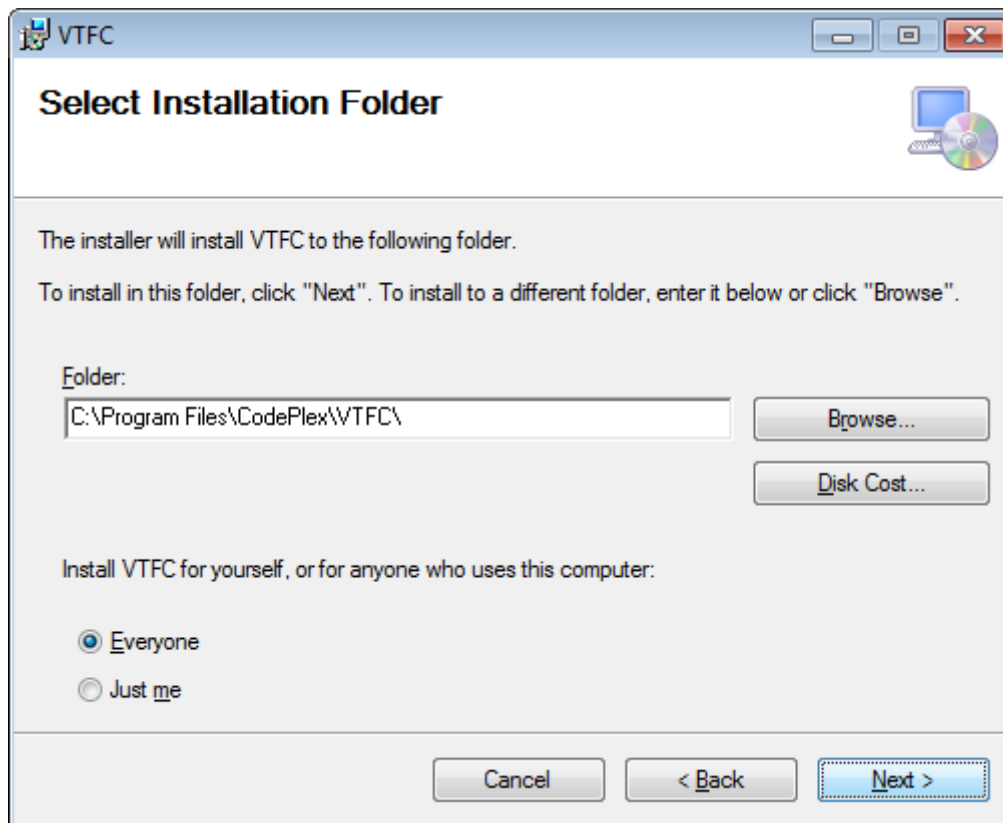 VTFC
Select Installation Folder
The installer will install VTFC to the following folder.
To install in this folder, click "Next". To install to a different folder, enter it below or click "Browse".
Folder:
C:\Program Files\CodePlex\VTFC\
Browse...
Disk Cost...
Install VTFC for yourself, or for anyone who uses this computer:
Everyone
Just me
Cancel
< Back
Next >